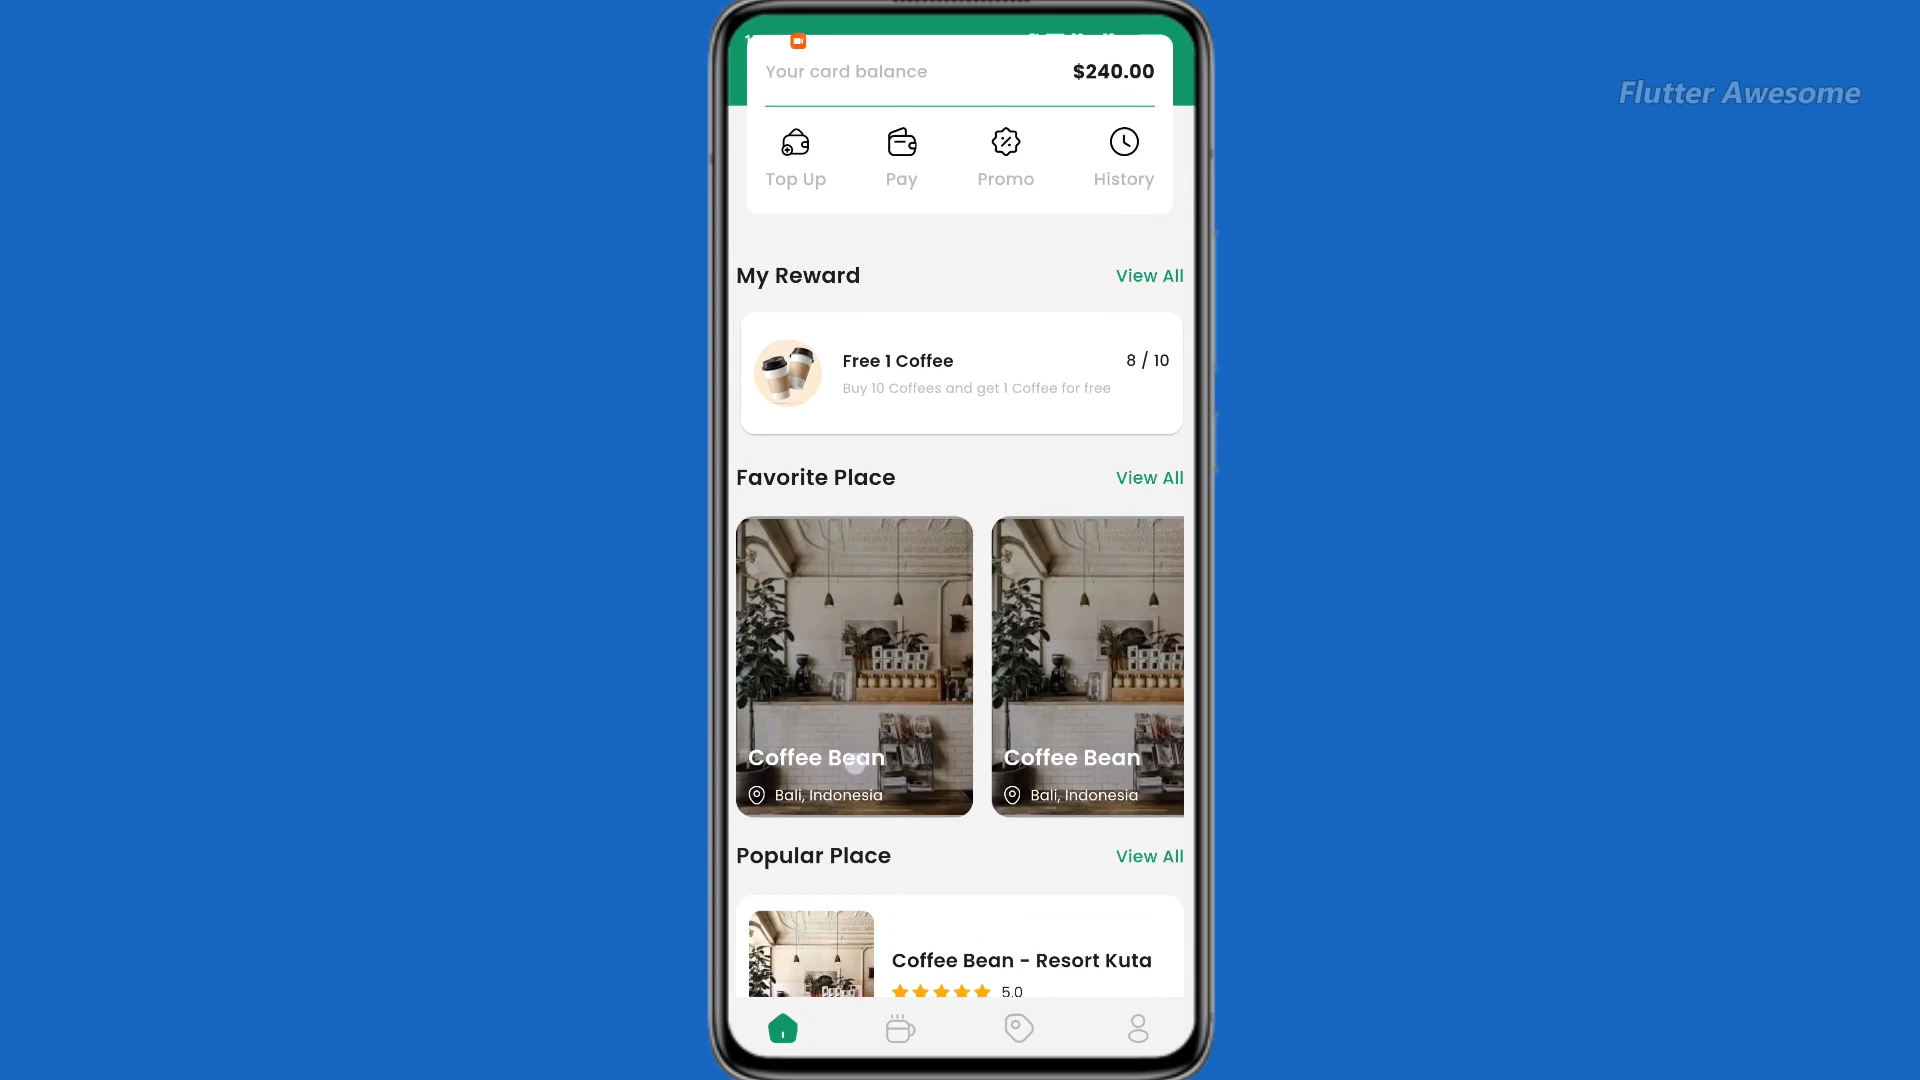 Flutter Awesome
Your card balance $240.00
Top Up Pay Promo History
My Reward View All
Free 1 Coffee 8 / 10
Buy 10 Coffees and get 1 Coffee for free
Favorite Place View All
Coffee Bean Coffee Bean
Bali, Indonesia Bali, Indonesia
Popular Place View All
Coffee Bean - Resort Kuta
5.0